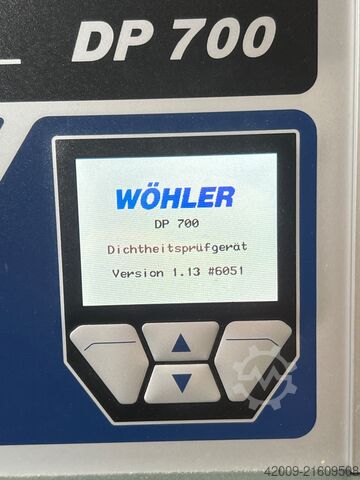 DP 700
WÖHLER
DP 700
Dichtheitsprüfgerät
Version 1.13 #6051
42009-21609508